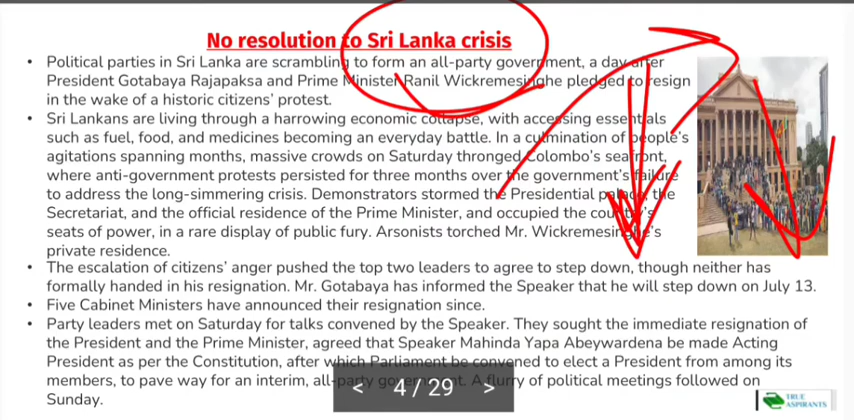 No resolution to Sri Lanka crisis
• Political parties in Sri Lanka are scrambling to form an all-party government, a day after
President Gotabaya Rajapaksa and Prime Minister Ranil Wickremesinghe pledged to resign
in the wake of a historic citizens' protest.
• Sri Lankans are living through a harrowing economic collapse, with accessing essentials
such as fuel, food, and medicines becoming an everyday battle. In a culmination of people's
agitations spanning months, massive crowds on Saturday thronged Colombo's seafront,
where anti-government protests persisted for three months over the government's failure
to address the long-simmering crisis. Demonstrators stormed the Presidential palace, the
Secretariat, and the official residence of the Prime Minister, and occupied the country's
seats of power, in a rare display of public fury. Arsonists torched Mr. Wickremesinghe's
private residence.
• The escalation of citizens' anger pushed the top two leaders to agree to step down, though neither has
formally handed in his resignation. Mr. Gotabaya has informed the Speaker that he will step down on July 13.
• Five Cabinet Ministers have announced their resignation since.
• Party leaders met on Saturday for talks convened by the Speaker. They sought the immediate resignation of
the President and the Prime Minister, agreed that Speaker Mahinda Yapa Abeywardena be made Acting
President as per the Constitution, after which Parliament be convened to elect a President from among its
members, to pave way for an interim, all-party government. A flurry of political meetings followed on
Sunday.
< 4 / 29 >
TRUE
ASPIRANTS